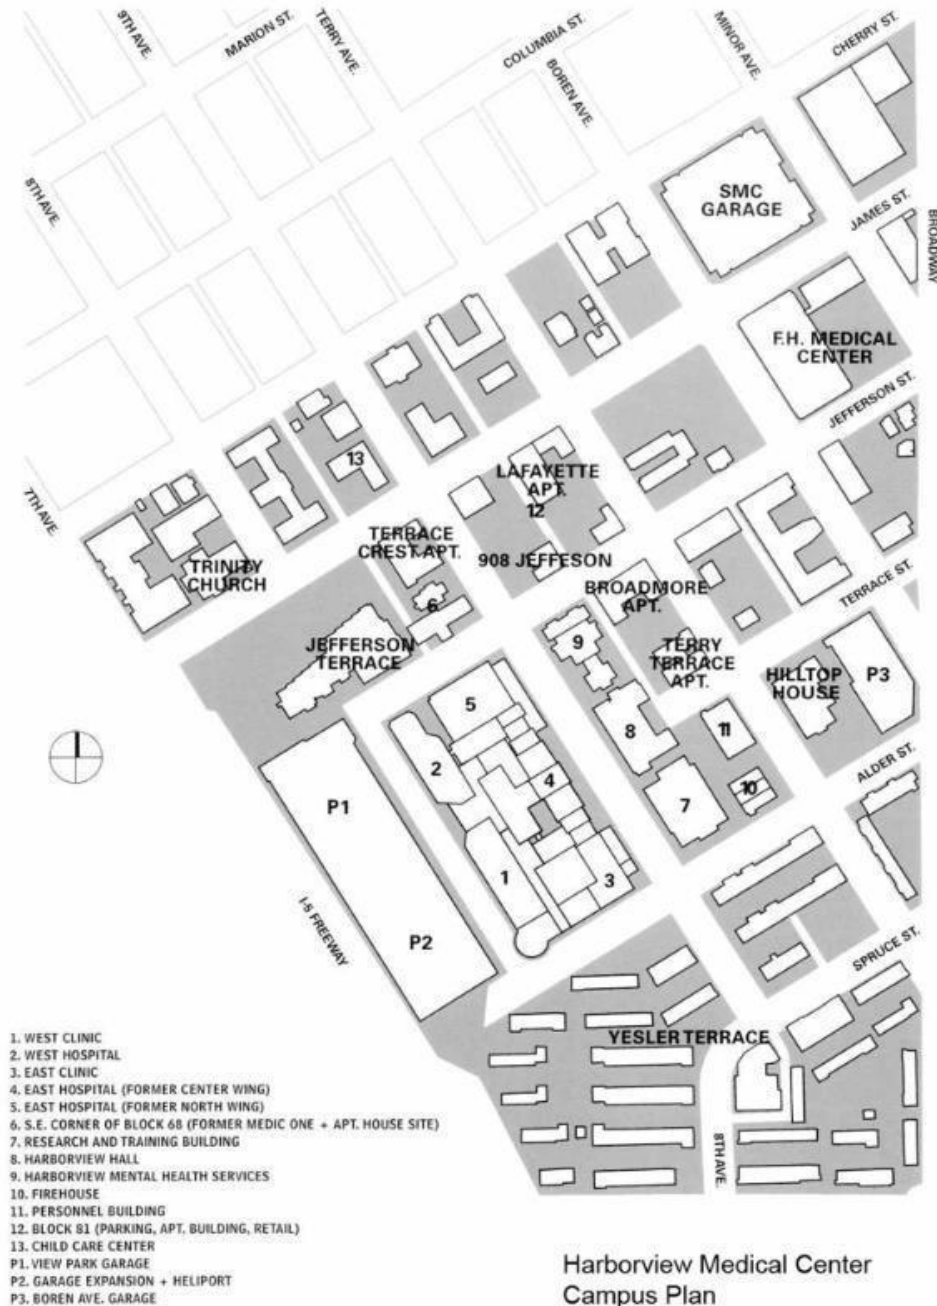 9TH AVE.
MARION ST.
TERRY AVE.
COLUMBIA ST.
BOREN AVE.
MINOR AVE.
CHERRY ST.
8TH AVE.
SMC
GARAGE
JAMES ST.
BROADWAY
F.H. MEDICAL
CENTER
JEFFERSON ST.
7TH AVE.
13
LAFAYETTE
APT.
12
TERRACE
CREST APT.
908 JEFFESON
TRINITY
CHURCH
BROADMORE
APT.
TERRACE ST.
6
JEFFERSON
TERRACE
9
TERRY
TERRACE
APT.
HILLTOP
HOUSE
P3
5
8
11
2
4
10
ALDER ST.
P1
7
1
3
I-5 FREEWAY
P2
SPRUCE ST.
YESLER TERRACE
8TH AVE.
1. WEST CLINIC
2. WEST HOSPITAL
3. EAST CLINIC
4. EAST HOSPITAL (FORMER CENTER WING)
5. EAST HOSPITAL (FORMER NORTH WING)
6. S.E. CORNER OF BLOCK 68 (FORMER MEDIC ONE + APT. HOUSE SITE)
7. RESEARCH AND TRAINING BUILDING
8. HARBORVIEW HALL
9. HARBORVIEW MENTAL HEALTH SERVICES
10. FIREHOUSE
11. PERSONNEL BUILDING
12. BLOCK 81 (PARKING, APT. BUILDING, RETAIL)
13. CHILD CARE CENTER
P1. VIEW PARK GARAGE
P2. GARAGE EXPANSION + HELIPORT
P3. BOREN AVE. GARAGE
Harborview Medical Center
Campus Plan